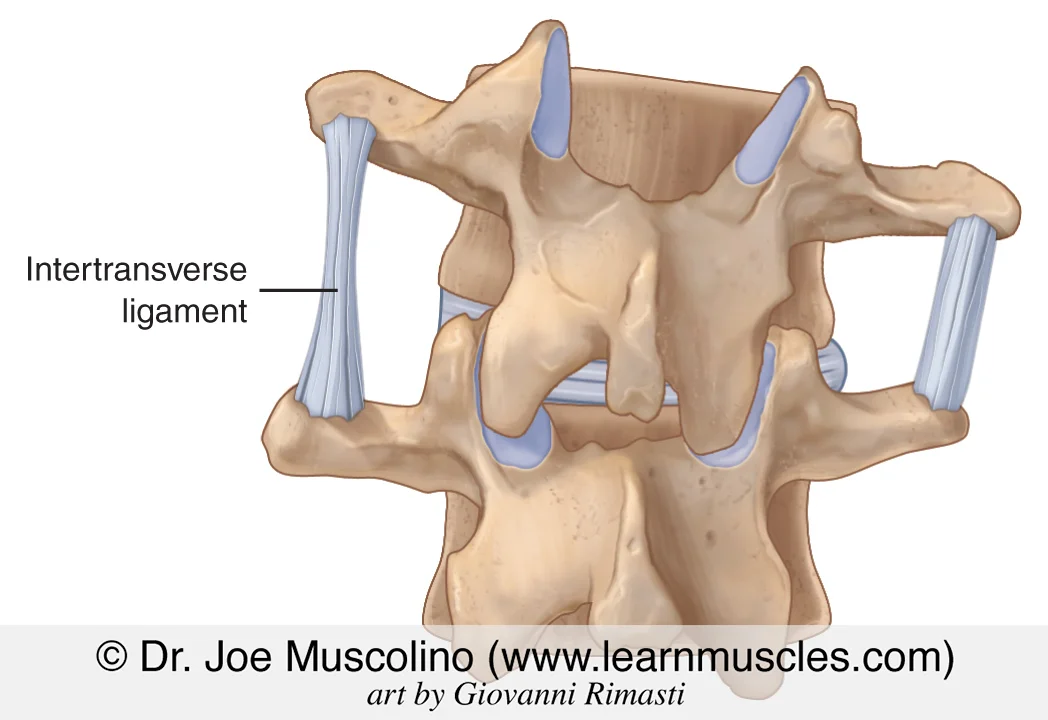 Intertransverse
ligament
© Dr. Joe Muscolino (www.learnmuscles.com)
art by Giovanni Rimasti